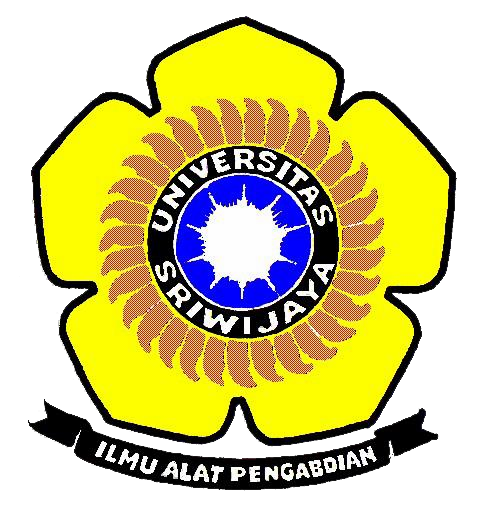 UNIVERSITAS
SRIWIJAYA
ILMU ALAT PENGABDIAN